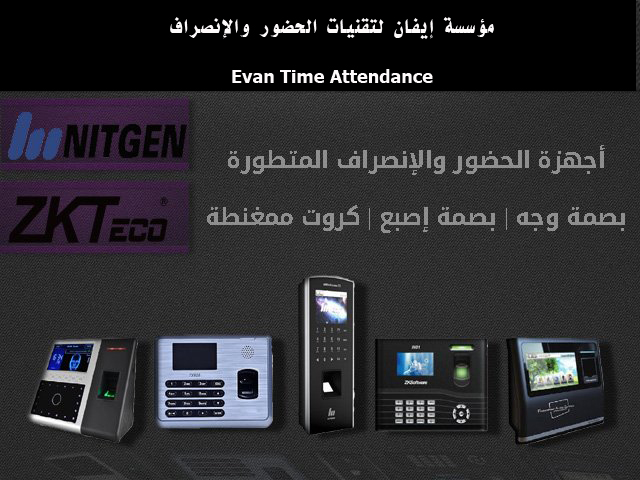 مؤسسة إيفان لتقنيات الحضور والإنصراف
Evan Time Attendance
NITGEN
أجهزة الحضور والإنصراف المتطورة
ZKTECO®
بصمة وجه | بصمة إصبع | كروت ممغنطة
ZKSoftware